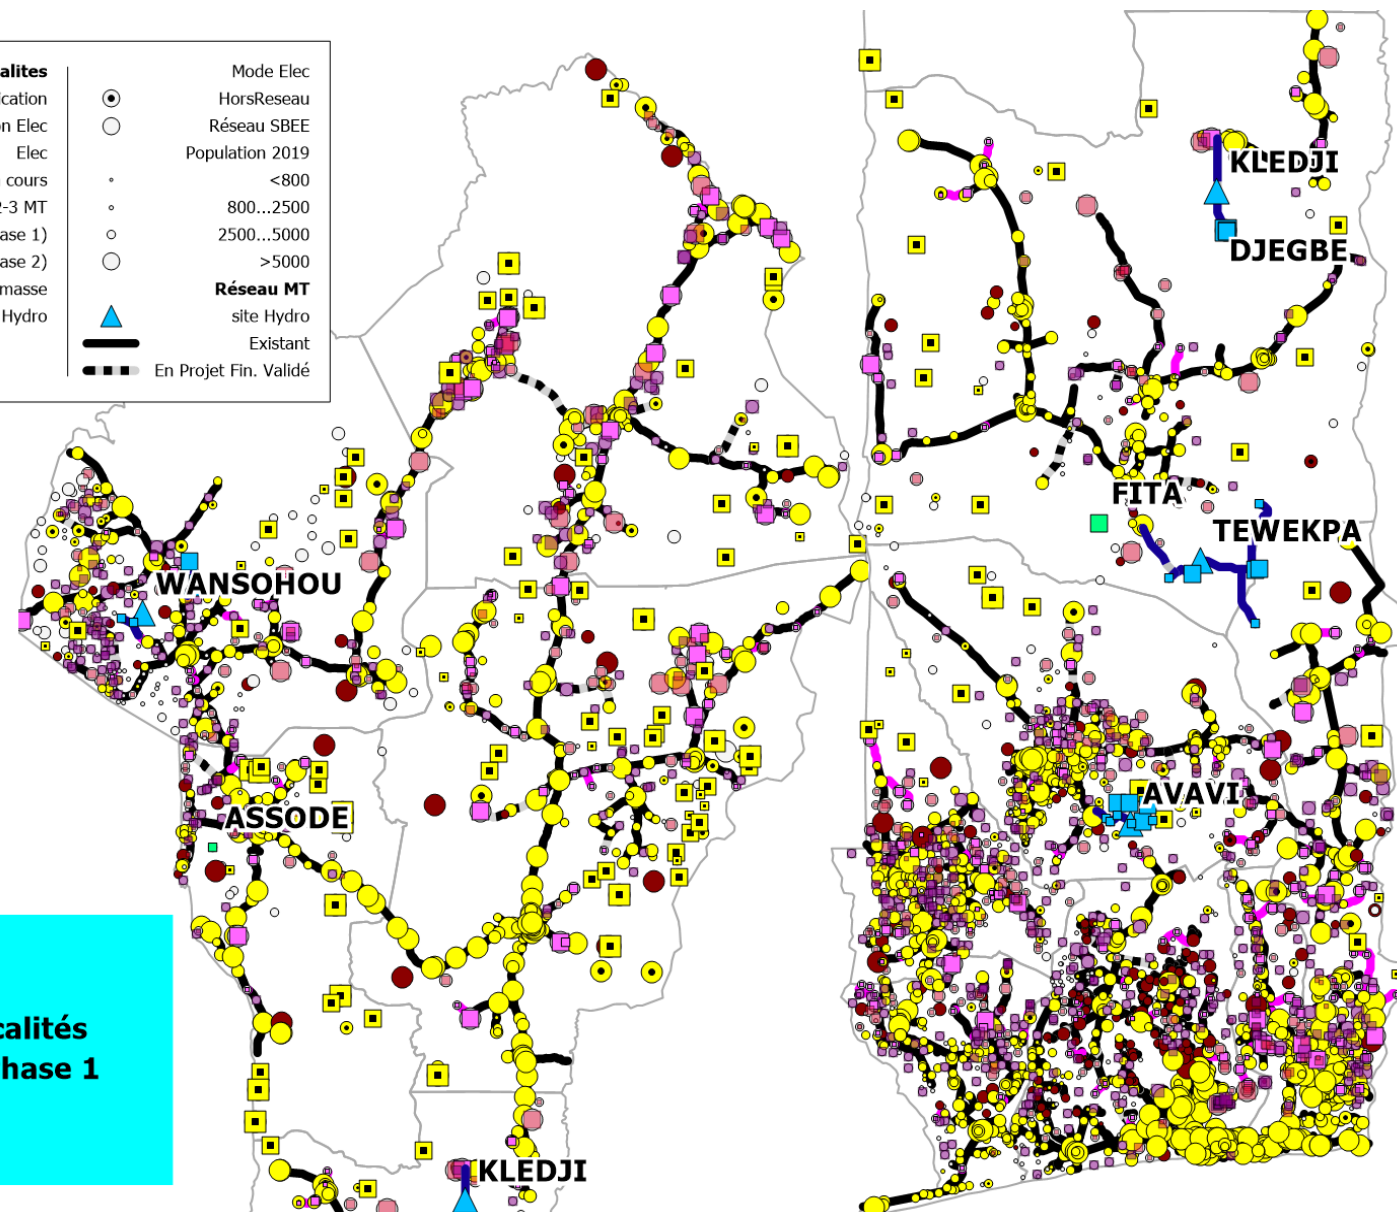 alites
ication
n Elec
Elec
cours
2-3 MT
ase 1)
ase 2)
masse
Hydro
Mode Elec
HorsReseau
Réseau SBEE
Population 2019
<800
800...2500
2500...5000
>5000
Réseau MT
site Hydro
Existant
En Projet Fin. Validé
KLEDJI
DJEGBE
FITA
TEWEKPA
WANSOHOU
AVAVI
ASSODE
calités
hase 1
KLEDJI